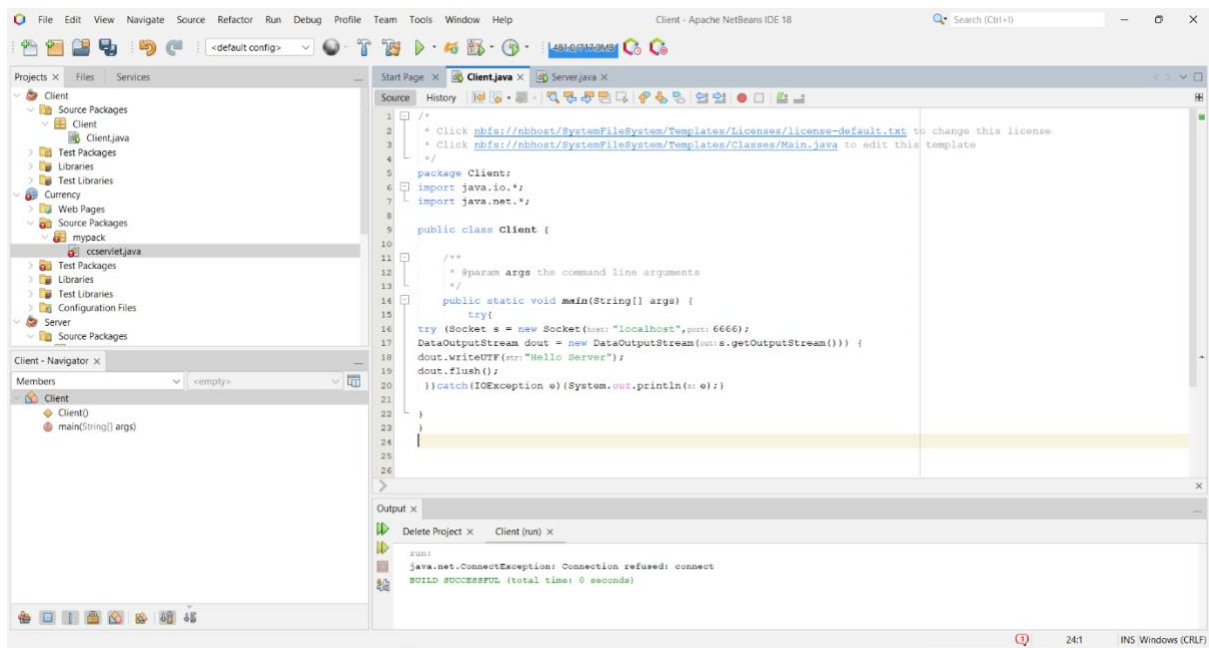 File Edit View Navigate Source Refactor Run Debug Profile Team Tools Window Help
Client - Apache NetBeans IDE 18
Search (Ctrl+I)
<default config>
Projects × Files Services
Client
Source Packages
Client
Client.java
Test Packages
Libraries
Test Libraries
Currency
Web Pages
Source Packages
mypack
ccservlet.java
Test Packages
Libraries
Test Libraries
Configuration Files
Server
Source Packages
Client - Navigator ×
Members <empty>
Client
Client()
main(String[] args)
Start Page × Client.java × Server.java ×
Source History
1 /*
2 * Click nbfs://nbhost/SystemFileSystem/Templates/Licenses/license-default.txt to change this license
3 * Click nbfs://nbhost/SystemFileSystem/Templates/Classes/Main.java to edit this template
4 */
5 package Client;
6 import java.io.*;
7 import java.net.*;
8
9 public class Client {
10
11 /**
12 * @param args the command line arguments
13 */
14 public static void main(String[] args) {
15 try{
16 try (Socket s = new Socket(host: "localhost",port: 6666);
17 DataOutputStream dout = new DataOutputStream(out: s.getOutputStream())) {
18 dout.writeUTF(str: "Hello Server");
19 dout.flush();
20 }}catch(IOException e){System.out.println(x: e);}
21
22 }
23 }
24
25
26
Output ×
Delete Project × Client (run) ×
run:
java.net.ConnectException: Connection refused: connect
BUILD SUCCESSFUL (total time: 0 seconds)
24:1 INS Windows (CRLF)